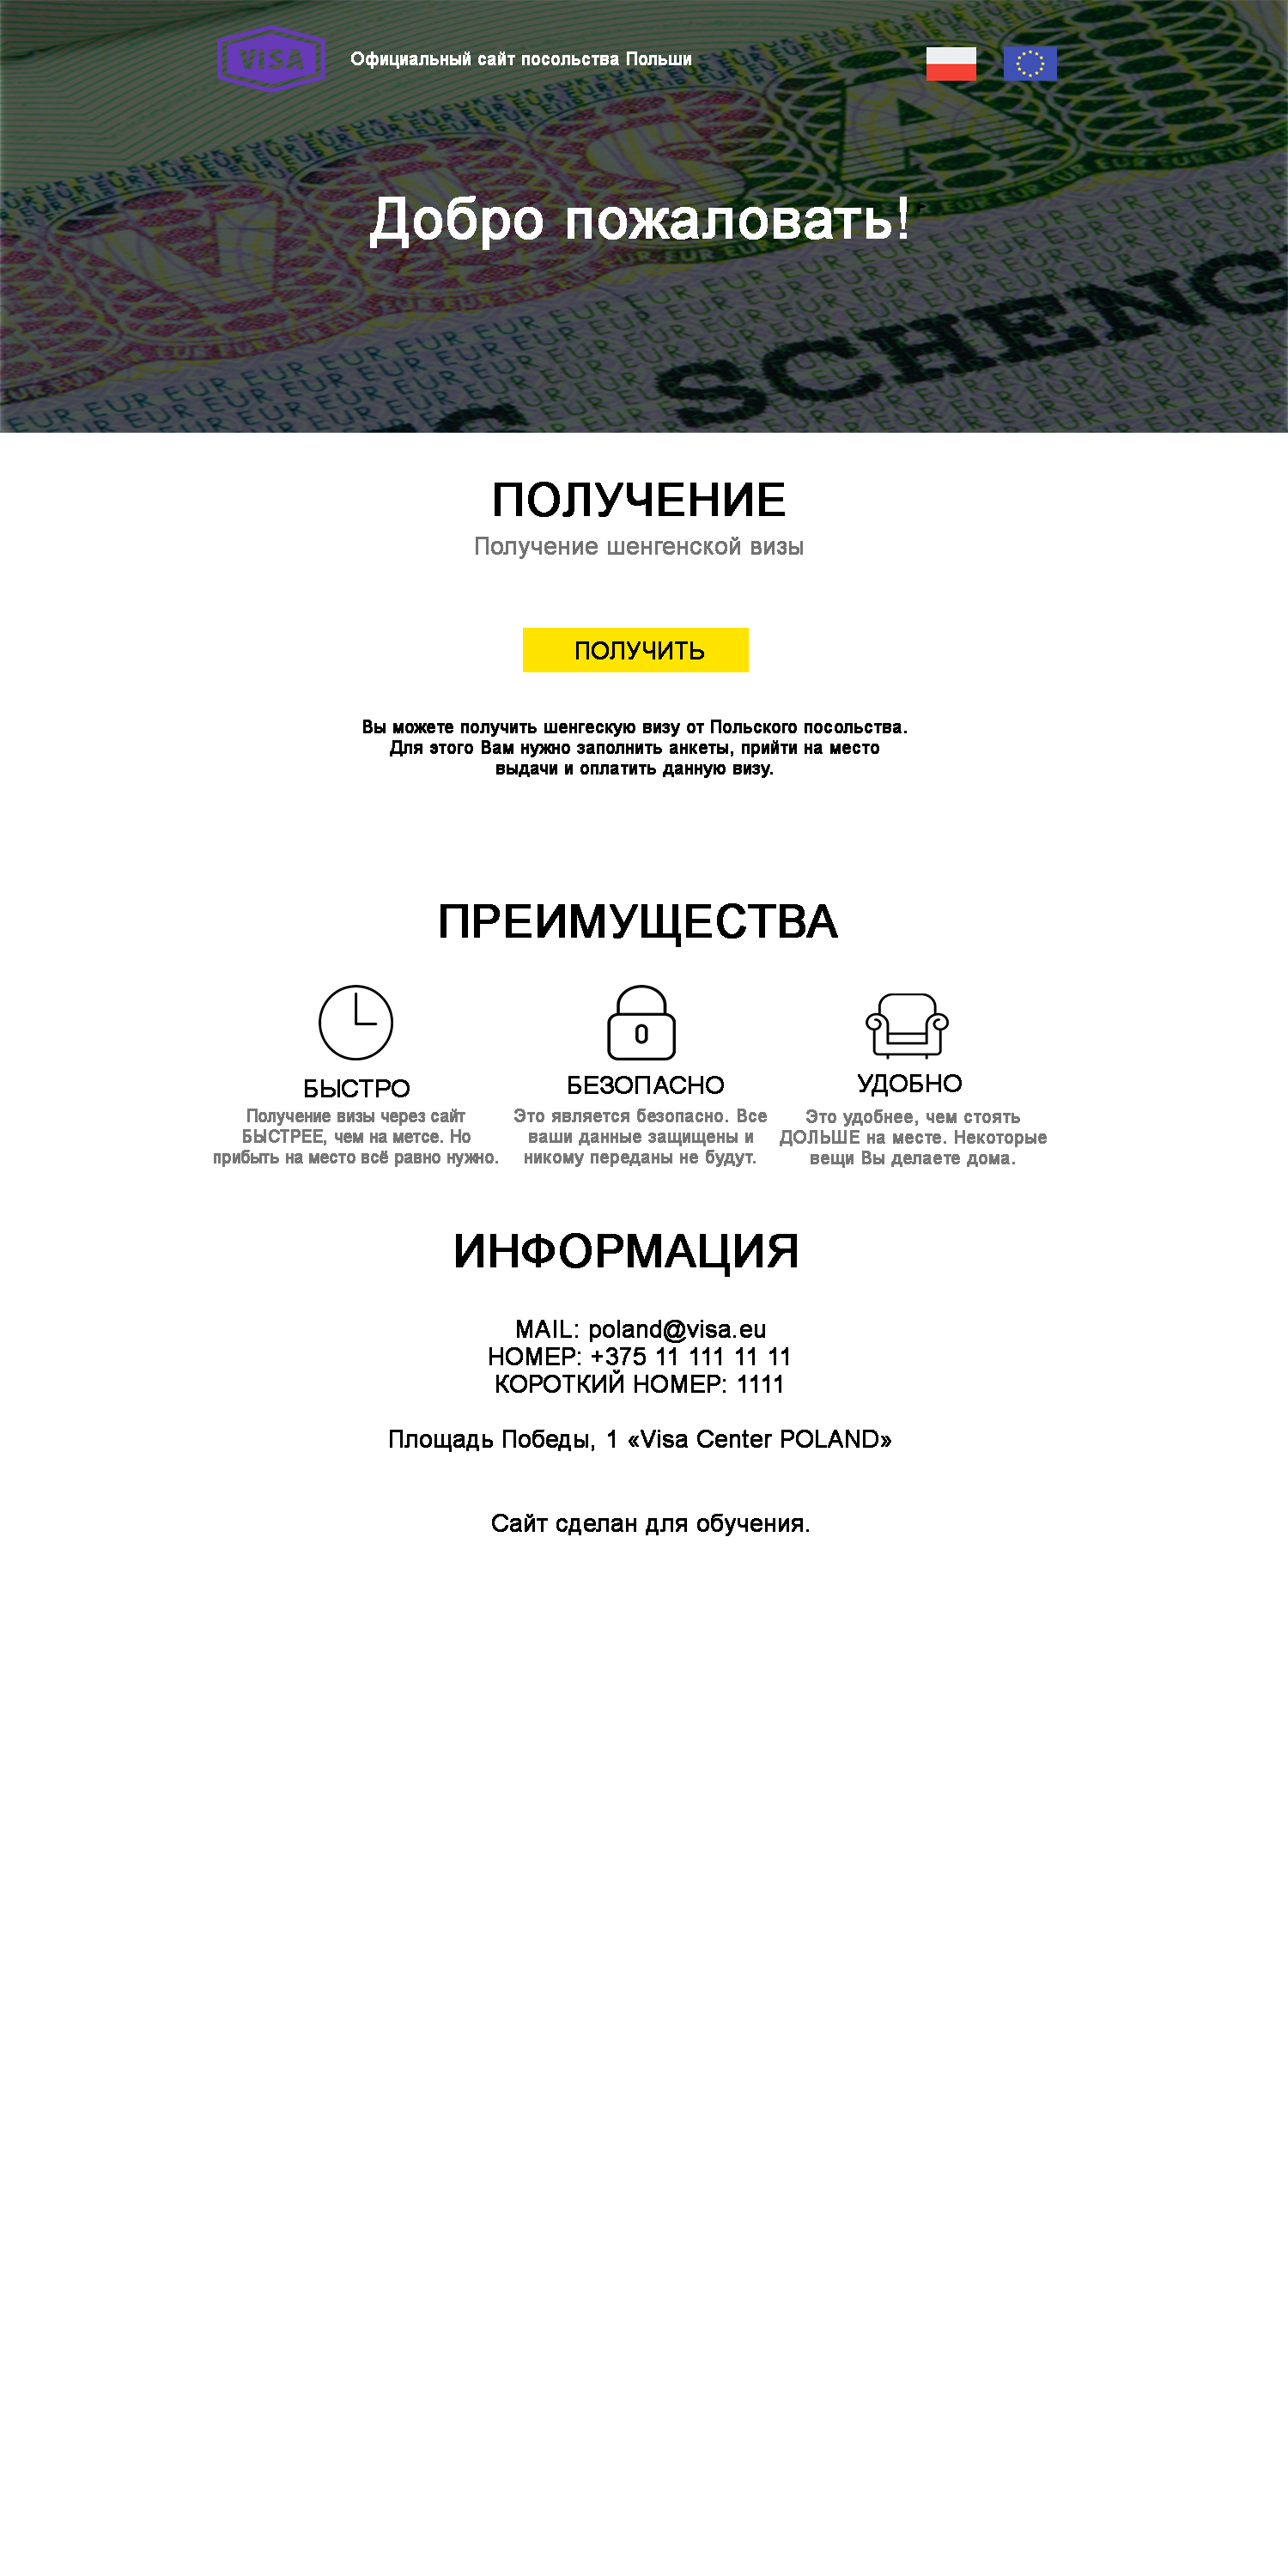 VISA
Официальный сайт посольства Польши
Добро пожаловать!
SCHENG
ПОЛУЧЕНИЕ
Получение шенгенской визы
ПОЛУЧИТЬ
Вы можете получить шенгескую визу от Польского посольства.
Для этого Вам нужно заполнить анкеты, прийти на место
выдачи и оплатить данную визу.
ПРЕИМУЩЕСТВА
БЫСТРО
Получение визы через сайт
БЫСТРЕЕ, чем на метсе. Но
прибыть на место всё равно нужно.
БЕЗОПАСНО
Это является безопасно. Все
ваши данные защищены и
никому переданы не будут.
УДОБНО
Это удобнее, чем стоять
ДОЛЬШЕ на месте. Некоторые
вещи Вы делаете дома.
ИНФОРМАЦИЯ
MAIL: poland@visa.eu
НОМЕР: +375 11 111 11 11
КОРОТКИЙ НОМЕР: 1111
Площадь Победы, 1 «Visa Center POLAND»
Сайт сделан для обучения.